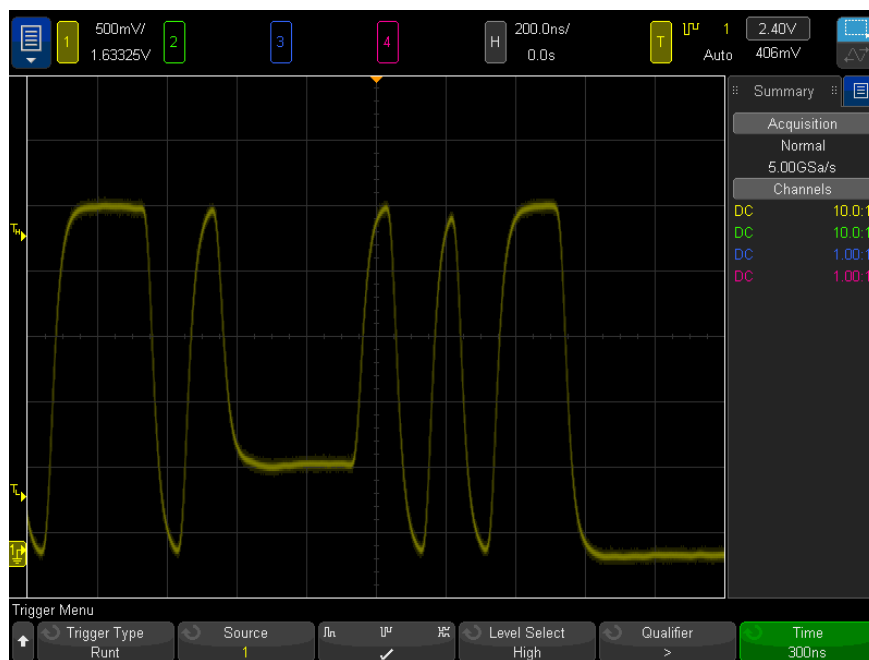 1 500mV/ 2 3 4 H 200.0ns/ T 1 2.40V
1.63325V 0.0s Auto 406mV
Summary
Acquisition
Normal
5.00GSa/s
Channels
DC 10.0:1
DC 10.0:1
DC 1.00:1
DC 1.00:1
TH
TL
1
Trigger Menu
Trigger Type Source Level Select Qualifier Time
Runt 1 High > 300ns